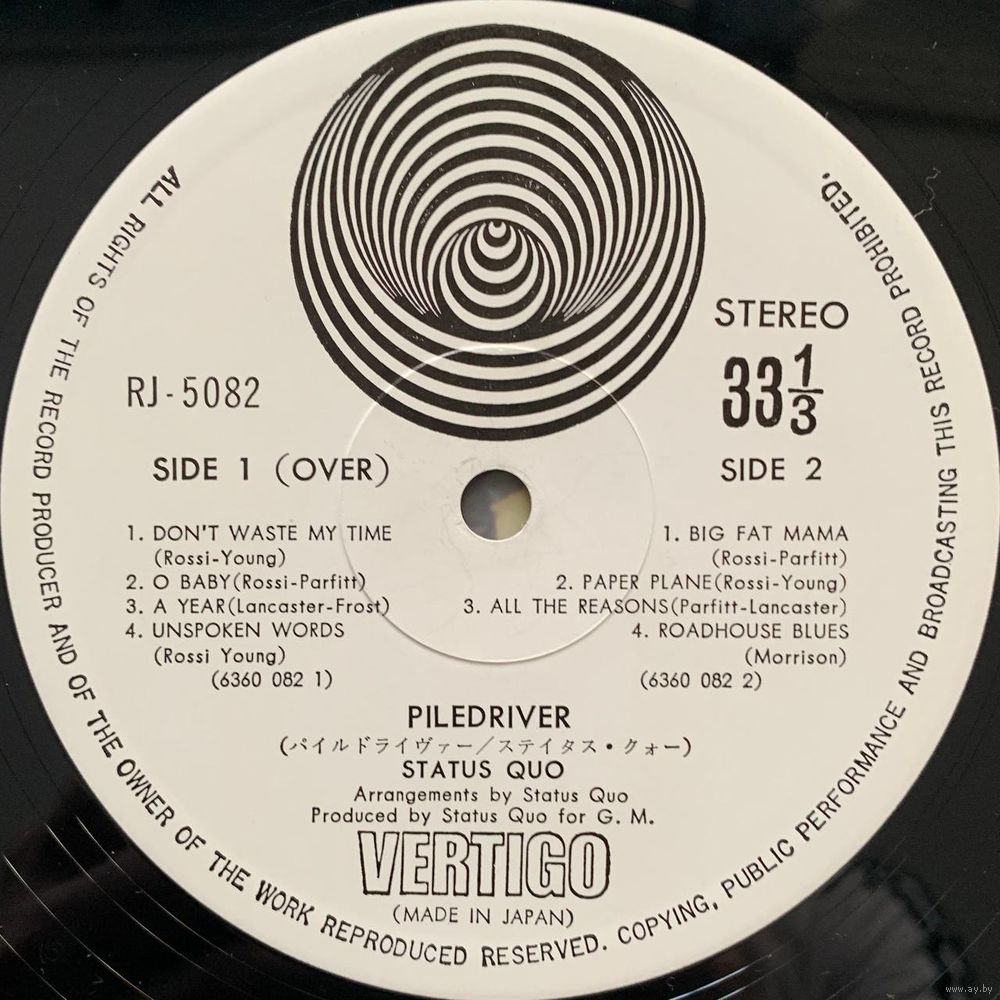 ALL RIGHTS OF THE RECORD PRODUCER AND OF THE OWNER OF THE WORK REPRODUCED RESERVED. COPYING, PUBLIC PERFORMANCE AND BROADCASTING THIS RECORD PROHIBITED.
STEREO
33 1/3
RJ-5082
SIDE 1 (OVER)
1. DON'T WASTE MY TIME
(Rossi-Young)
2. O BABY(Rossi-Parfitt)
3. A YEAR(Lancaster-Frost)
4. UNSPOKEN WORDS
(Rossi Young)
(6360 082 1)
SIDE 2
1. BIG FAT MAMA
(Rossi-Parfitt)
2. PAPER PLANE(Rossi-Young)
3. ALL THE REASONS(Parfitt-Lancaster)
4. ROADHOUSE BLUES
(Morrison)
(6360 082 2)
PILEDRIVER
(パイルドライヴァー／ステイタス・クォー)
STATUS QUO
Arrangements by Status Quo
Produced by Status Quo for G. M.
VERTIGO
(MADE IN JAPAN)
www.ay.by